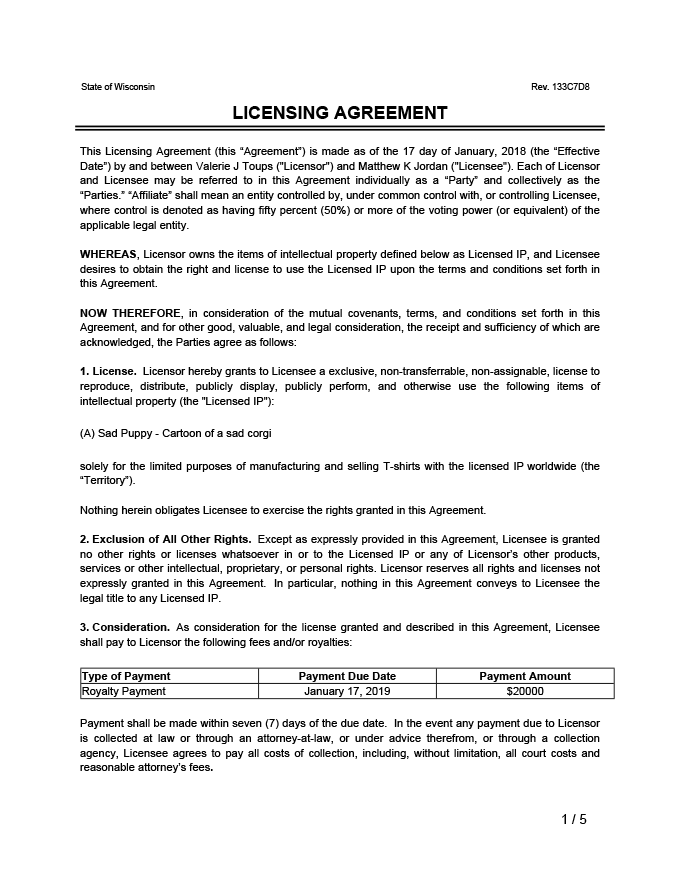 State of Wisconsin Rev. 133C7D8
LICENSING AGREEMENT
This Licensing Agreement (this “Agreement”) is made as of the 17 day of January, 2018 (the “Effective
Date”) by and between Valerie J Toups ("Licensor") and Matthew K Jordan ("Licensee"). Each of Licensor
and Licensee may be referred to in this Agreement individually as a “Party” and collectively as the
“Parties.” “Affiliate” shall mean an entity controlled by, under common control with, or controlling Licensee,
where control is denoted as having fifty percent (50%) or more of the voting power (or equivalent) of the
applicable legal entity.
WHEREAS, Licensor owns the items of intellectual property defined below as Licensed IP, and Licensee
desires to obtain the right and license to use the Licensed IP upon the terms and conditions set forth in
this Agreement.
NOW THEREFORE, in consideration of the mutual covenants, terms, and conditions set forth in this
Agreement, and for other good, valuable, and legal consideration, the receipt and sufficiency of which are
acknowledged, the Parties agree as follows:
1. License. Licensor hereby grants to Licensee a exclusive, non-transferrable, non-assignable, license to
reproduce, distribute, publicly display, publicly perform, and otherwise use the following items of
intellectual property (the "Licensed IP"):
(A) Sad Puppy - Cartoon of a sad corgi
solely for the limited purposes of manufacturing and selling T-shirts with the licensed IP worldwide (the
“Territory”).
Nothing herein obligates Licensee to exercise the rights granted in this Agreement.
2. Exclusion of All Other Rights. Except as expressly provided in this Agreement, Licensee is granted
no other rights or licenses whatsoever in or to the Licensed IP or any of Licensor’s other products,
services or other intellectual, proprietary, or personal rights. Licensor reserves all rights and licenses not
expressly granted in this Agreement. In particular, nothing in this Agreement conveys to Licensee the
legal title to any Licensed IP.
3. Consideration. As consideration for the license granted and described in this Agreement, Licensee
shall pay to Licensor the following fees and/or royalties:
Type of Payment Payment Due Date Payment Amount
Royalty Payment January 17, 2019 $20000
Payment shall be made within seven (7) days of the due date. In the event any payment due to Licensor
is collected at law or through an attorney-at-law, or under advice therefrom, or through a collection
agency, Licensee agrees to pay all costs of collection, including, without limitation, all court costs and
reasonable attorney’s fees.
1 / 5